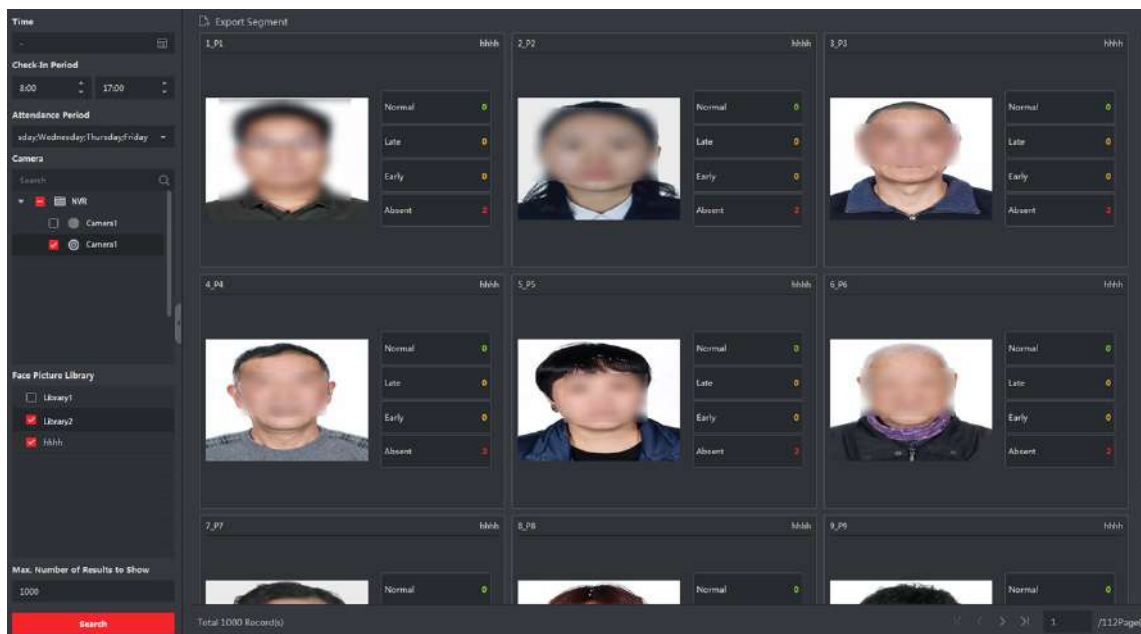 Time
-
Check-In Period
8:00 17:00
Attendance Period
sday;Wednesday;Thursday;Friday
Camera
Search
NVR
Camera1
Camera1
Face Picture Library
Library1
Library2
hhhh
Max. Number of Results to Show
1000
Search
Export Segment
1_P1 hhhh
Normal 0
Late 0
Early 0
Absent 2
2_P2 hhhh
Normal 0
Late 0
Early 0
Absent 2
3_P3 hhhh
Normal 0
Late 0
Early 0
Absent 2
4_P4 hhhh
Normal 0
Late 0
Early 0
Absent 2
5_P5 hhhh
Normal 0
Late 0
Early 0
Absent 2
6_P6 hhhh
Normal 0
Late 0
Early 0
Absent 2
7_P7 hhhh
Normal 0
8_P8 hhhh
Normal 0
9_P9 hhhh
Normal 0
Total 1000 Record(s)
1 /112Page(